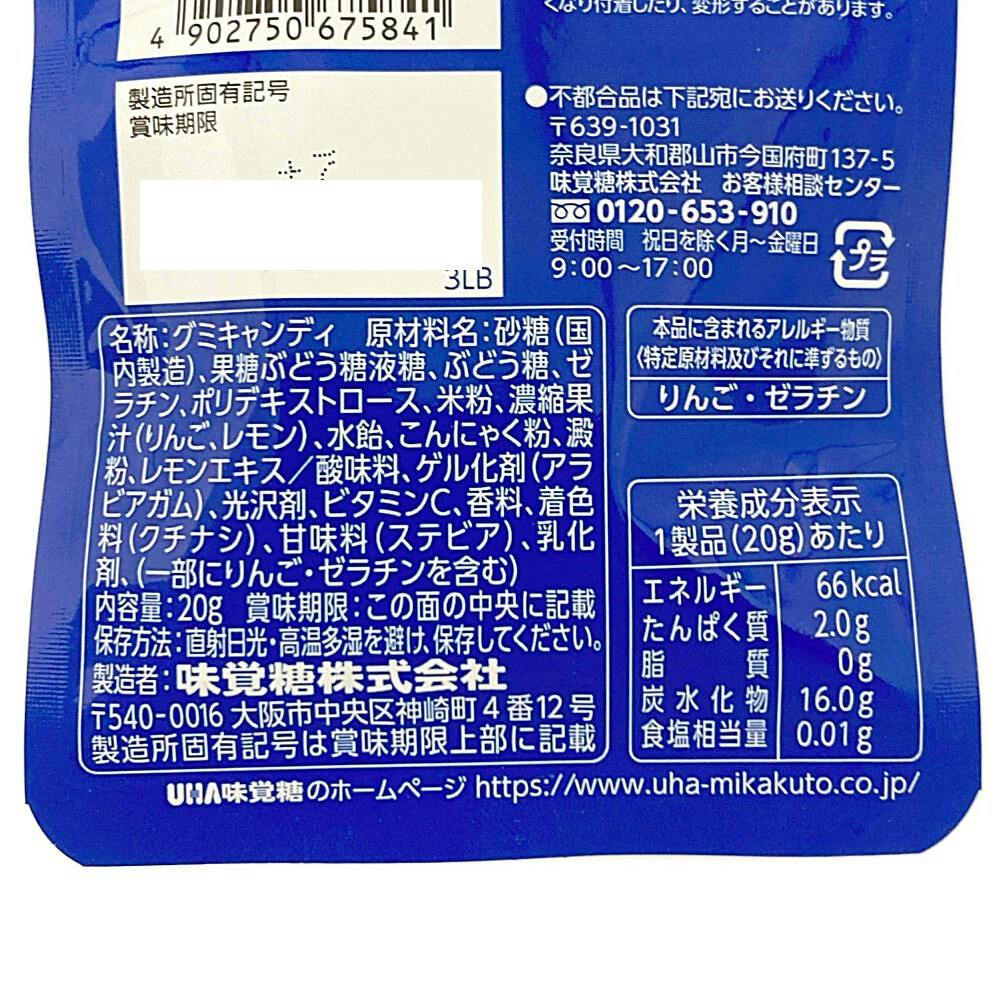 4 902750 675841
くなり付着したり、変形することがあります。
製造所固有記号
賞味期限
+7
3LB
●不都合品は下記宛にお送りください。
〒639-1031
奈良県大和郡山市今国府町137-5
味覚糖株式会社 お客様相談センター
0120-653-910
受付時間 祝日を除く月～金曜日
9:00～17:00
プラ
名称:グミキャンディ 原材料名:砂糖(国
内製造)、果糖ぶどう糖液糖、ぶどう糖、ゼ
ラチン、ポリデキストロース、米粉、濃縮果
汁(りんご、レモン)、水飴、こんにゃく粉、澱
粉、レモンエキス／酸味料、ゲル化剤(アラ
ビアガム)、光沢剤、ビタミンC、香料、着色
料(クチナシ)、甘味料(ステビア)、乳化
剤、(一部にりんご・ゼラチンを含む)
内容量:20g 賞味期限:この面の中央に記載
保存方法:直射日光・高温多湿を避け、保存してください。
製造者:味覚糖株式会社
〒540-0016 大阪市中央区神崎町4番12号
製造所固有記号は賞味期限上部に記載
本品に含まれるアレルギー物質
(特定原材料及びそれに準ずるもの)
りんご・ゼラチン
栄養成分表示
1製品(20g)あたり
エネルギー 66kcal
たんぱく質 2.0g
脂質 0g
炭水化物 16.0g
食塩相当量 0.01g
UHA味覚糖のホームページ https://www.uha-mikakuto.co.jp/